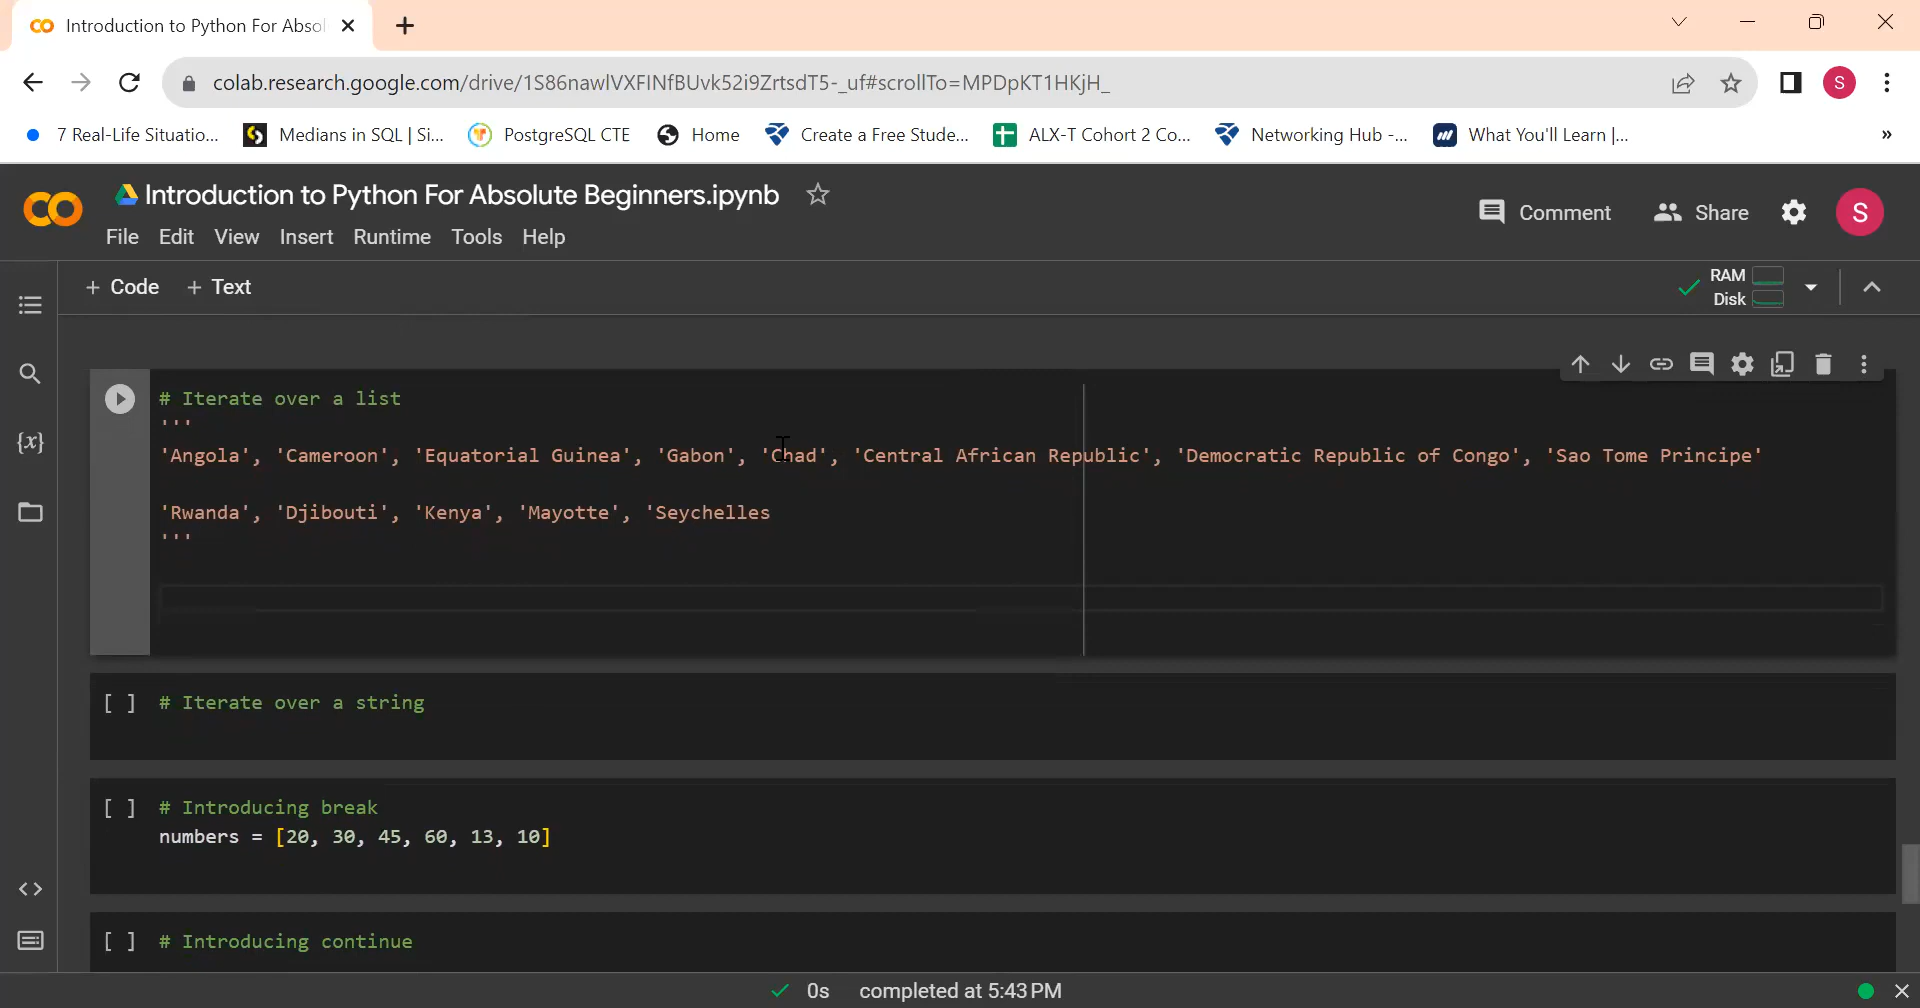 Introduction to Python For Absol
colab.research.google.com/drive/1S86nawlVXFINfBUvk52i9ZrtsdT5-_uf#scrollTo=MPDpKT1HKjH_
S
7 Real-Life Situatio... Medians in SQL | Si... PostgreSQL CTE Home Create a Free Stude... ALX-T Cohort 2 Co... Networking Hub -... What You'll Learn |... »
Introduction to Python For Absolute Beginners.ipynb
Comment Share S
File Edit View Insert Runtime Tools Help
+ Code + Text
RAM
Disk
# Iterate over a list
'''
'Angola', 'Cameroon', 'Equatorial Guinea', 'Gabon', 'Chad', 'Central African Republic', 'Democratic Republic of Congo', 'Sao Tome Principe'
'Rwanda', 'Djibouti', 'Kenya', 'Mayotte', 'Seychelles
'''
[ ] # Iterate over a string
[ ] # Introducing break
numbers = [20, 30, 45, 60, 13, 10]
[ ] # Introducing continue
0s completed at 5:43 PM